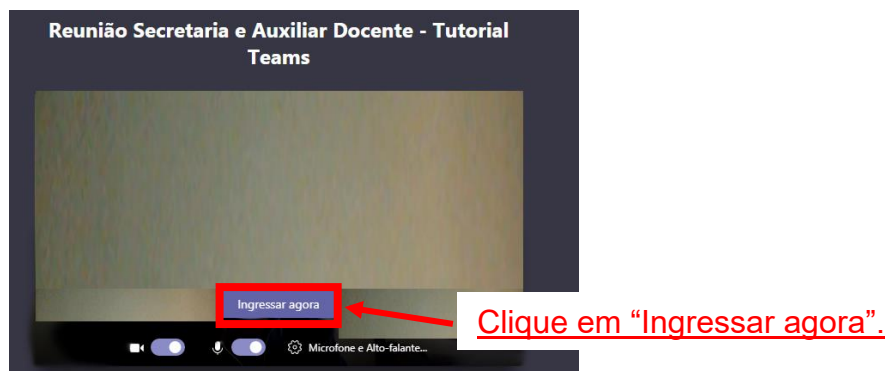 Reunião Secretaria e Auxiliar Docente - Tutorial
Teams
Ingressar agora
Clique em “Ingressar agora”.
Microfone e Alto-falante...